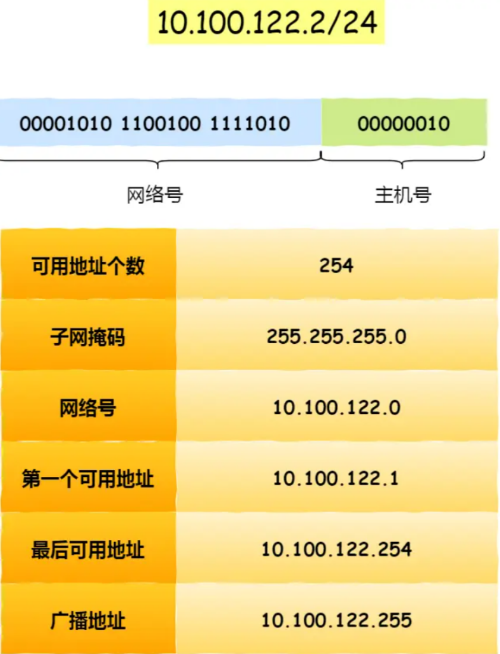 10.100.122.2/24
00001010 1100100 1111010 00000010
网络号 主机号
可用地址个数 254
子网掩码 255.255.255.0
网络号 10.100.122.0
第一个可用地址 10.100.122.1
最后可用地址 10.100.122.254
广播地址 10.100.122.255